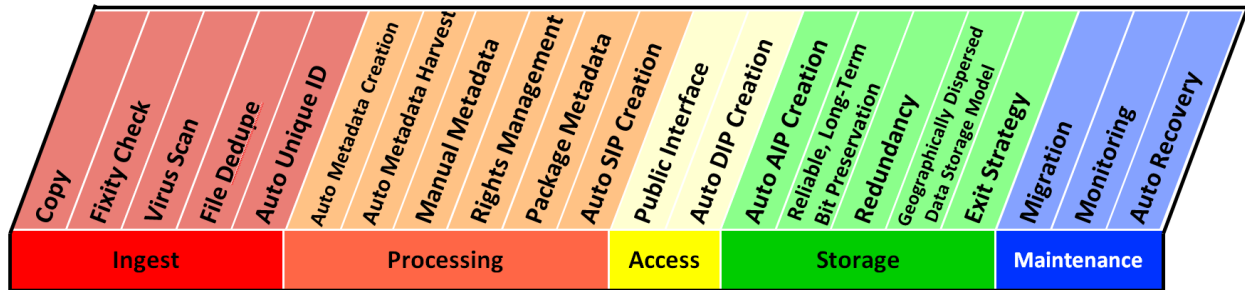 Copy
Fixity Check
Virus Scan
File Dedupe
Auto Unique ID
Auto Metadata Creation
Auto Metadata Harvest
Manual Metadata
Rights Management
Package Metadata
Auto SIP Creation
Public Interface
Auto DIP Creation
Auto AIP Creation
Reliable, Long-Term
Bit Preservation
Redundancy
Geographically Dispersed
Data Storage Model
Exit Strategy
Migration
Monitoring
Auto Recovery
Ingest
Processing
Access
Storage
Maintenance